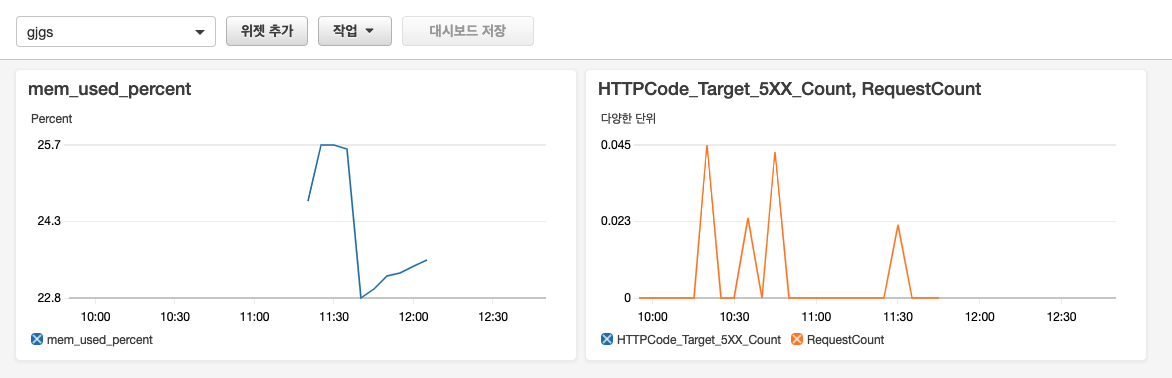 gjgs 위젯 추가 작업 대시보드 저장
mem_used_percent
Percent
25.7
24.3
22.8
10:00 10:30 11:00 11:30 12:00 12:30
mem_used_percent
HTTPCode_Target_5XX_Count, RequestCount
다양한 단위
0.045
0.023
0
10:00 10:30 11:00 11:30 12:00 12:30
HTTPCode_Target_5XX_Count RequestCount